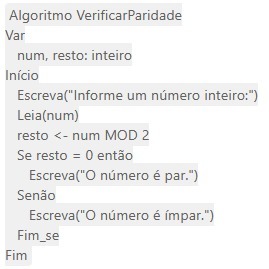 Algoritmo VerificarParidade
Var
num, resto: inteiro
Início
Escreva("Informe um número inteiro:")
Leia(num)
resto <- num MOD 2
Se resto = 0 então
Escreva("O número é par.")
Senão
Escreva("O número é ímpar.")
Fim_se
Fim